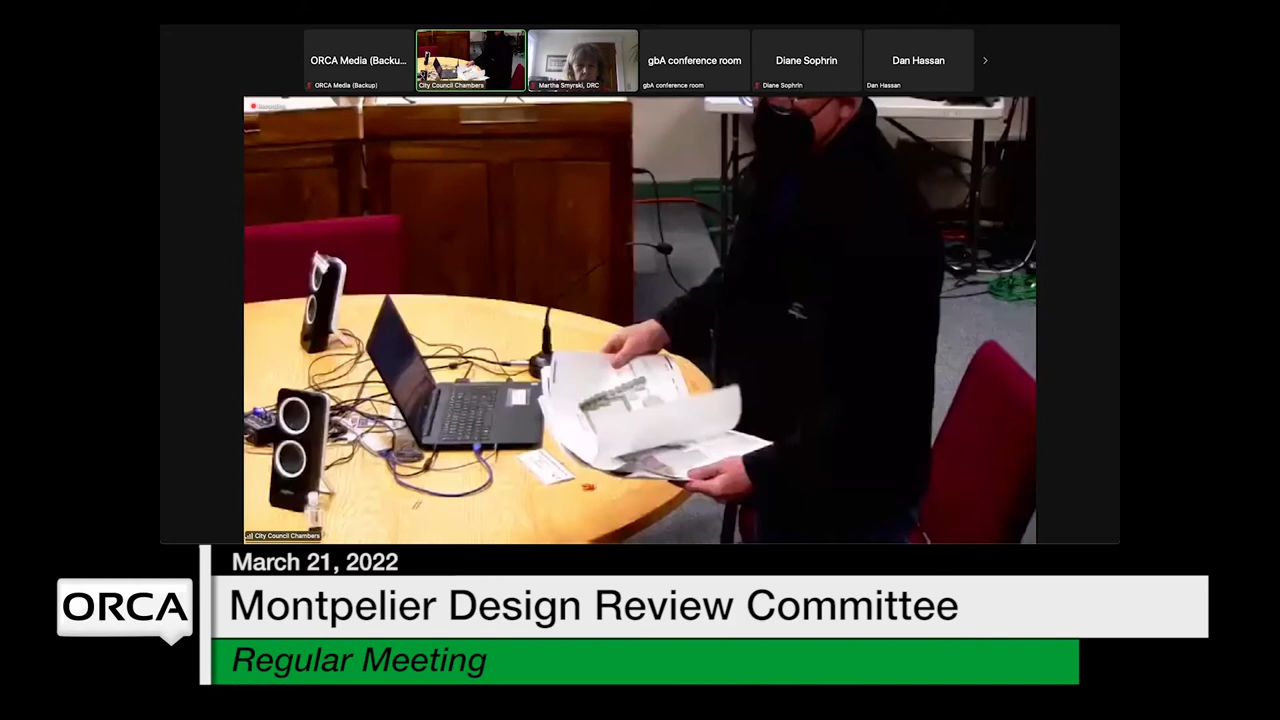 ORCA Media (Backu...
gbA conference room
Diane Sophrin
Dan Hassan
ORCA Media (Backup)
City Council Chambers
Martha Smyrski, DRC
gbA conference room
Diane Sophrin
Dan Hassan
City Council Chambers
March 21, 2022
ORCA
Montpelier Design Review Committee
Regular Meeting